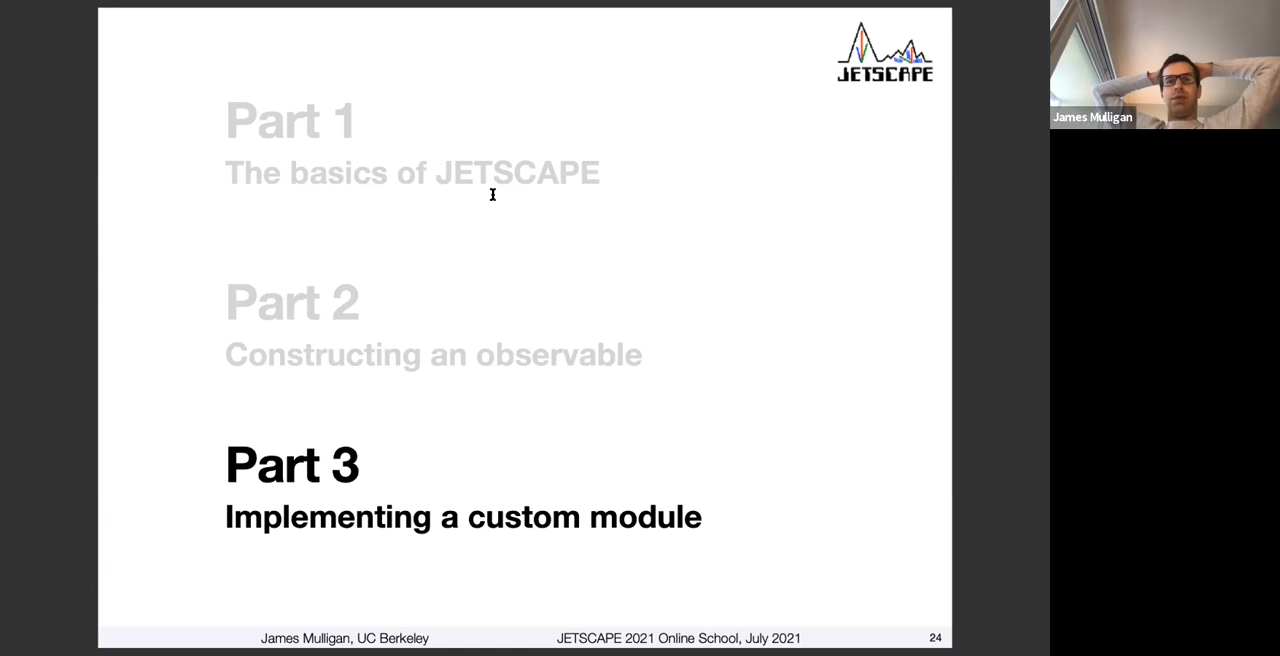 JETSCAPE
Part 1
The basics of JETSCAPE
Part 2
Constructing an observable
Part 3
Implementing a custom module
James Mulligan, UC Berkeley
JETSCAPE 2021 Online School, July 2021
24
James Mulligan